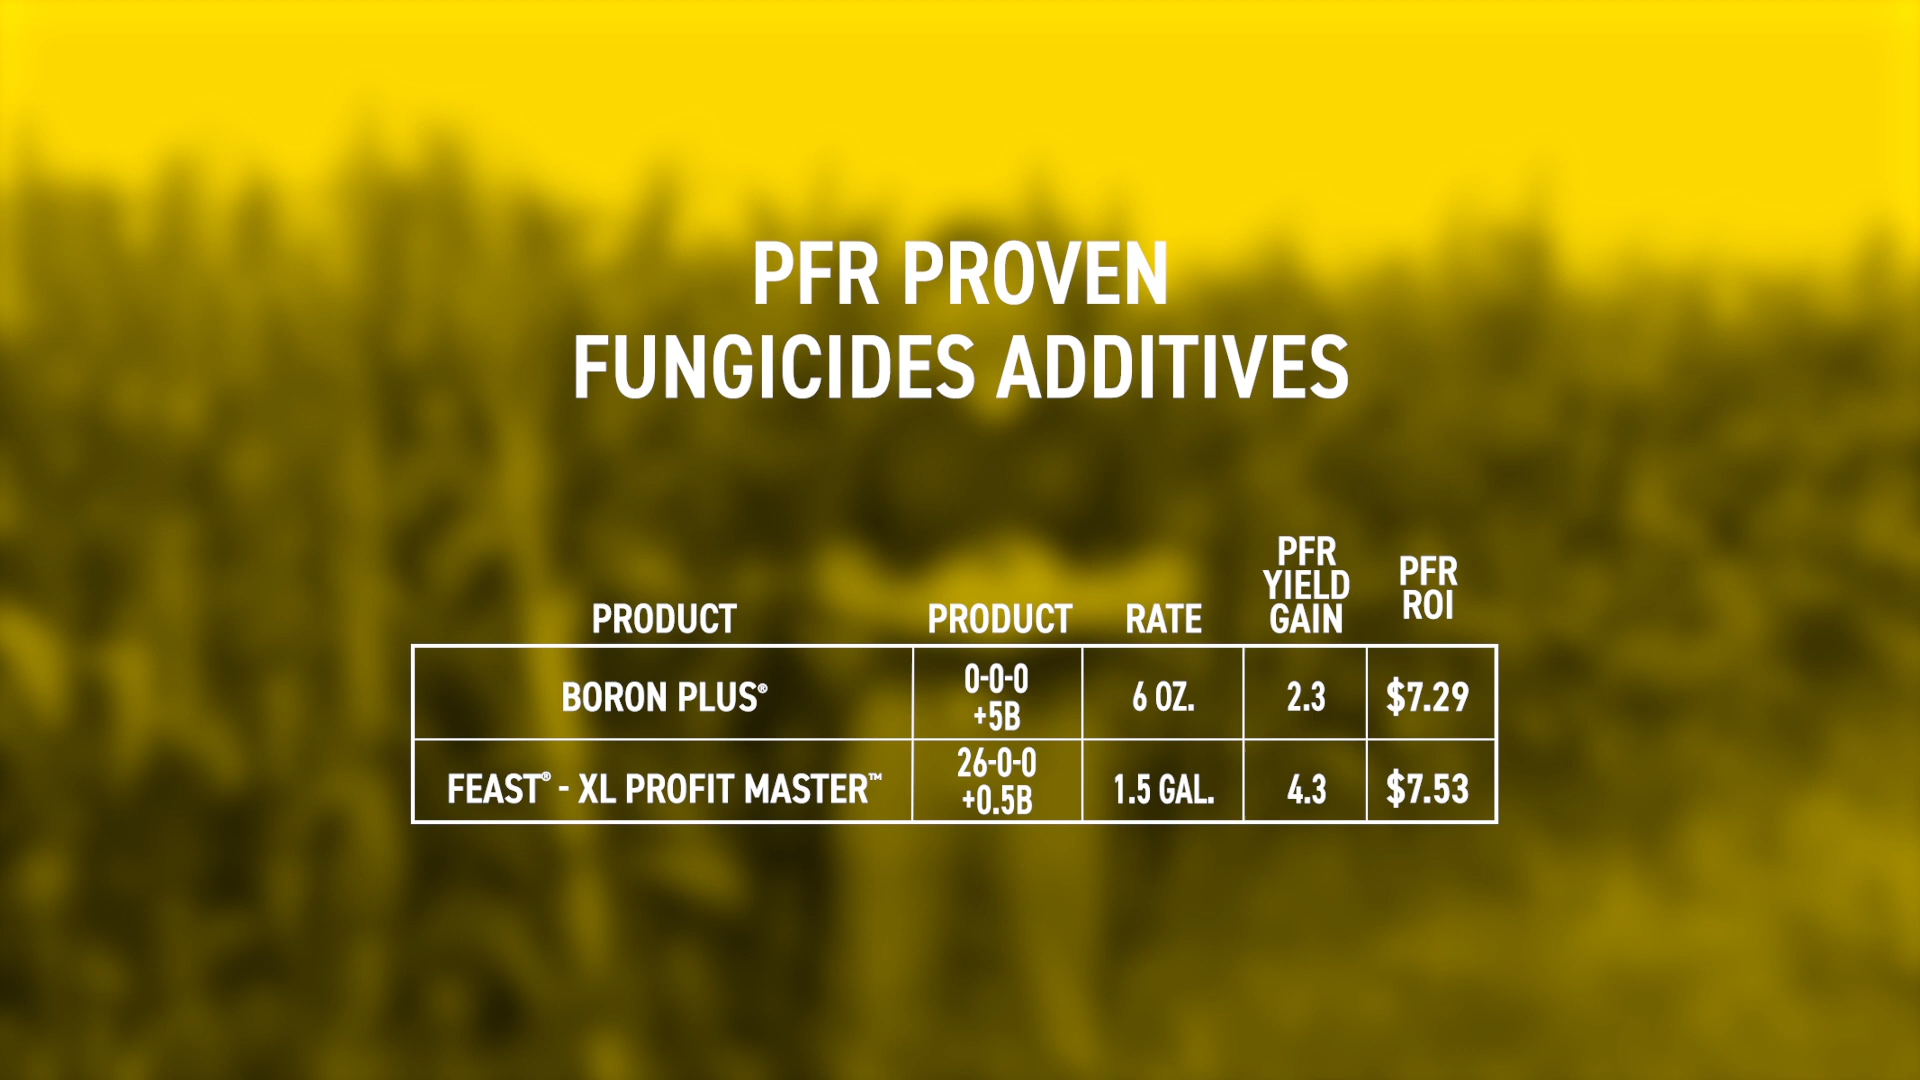 PFR PROVEN
FUNGICIDES ADDITIVES
PRODUCT PRODUCT RATE PFR YIELD GAIN PFR ROI
BORON PLUS® 0-0-0 +5B 6 OZ. 2.3 $7.29
FEAST® - XL PROFIT MASTER™ 26-0-0 +0.5B 1.5 GAL. 4.3 $7.53